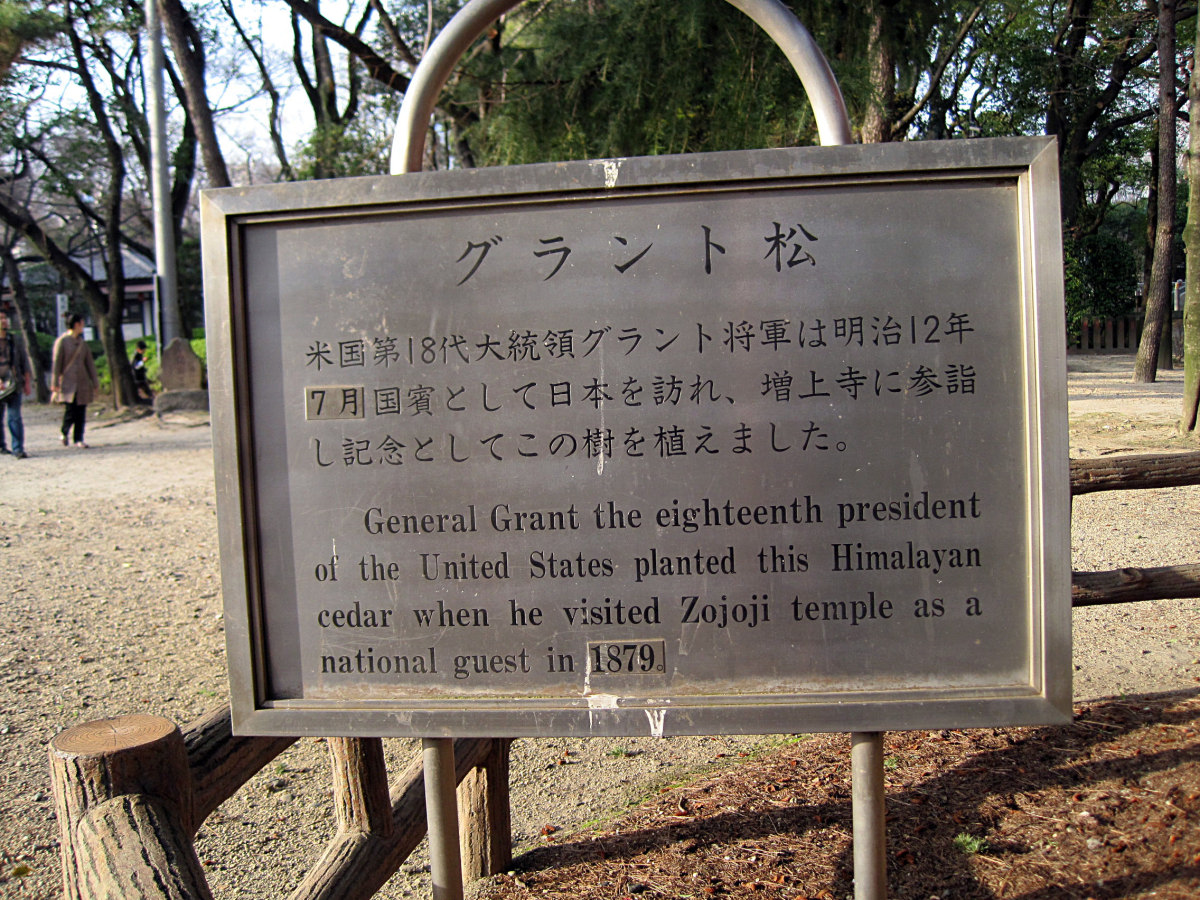 グラント松
米国第18代大統領グラント将軍は明治12年
7月国賓として日本を訪れ、増上寺に参詣
し記念としてこの樹を植えました。
General Grant the eighteenth president
of the United States planted this Himalayan
cedar when he visited Zojoji temple as a
national guest in 1879。